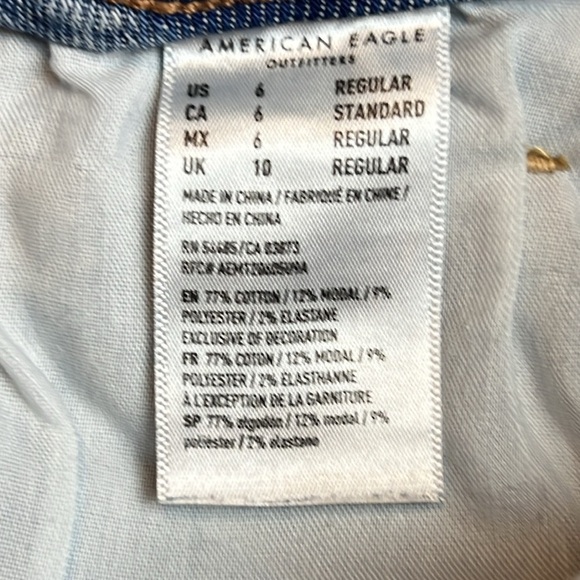 AMERICAN EAGLE
OUTFITTERS
US 6 REGULAR
CA 6 STANDARD
MX 6 REGULAR
UK 10 REGULAR
MADE IN CHINA / FABRIQUÉ EN CHINE /
HECHO EN CHINA
RN 54485/CA 03873
RFC#
EN 77% COTTON / 12% MODAL / 9%
POLYESTER / 2% ELASTANE
EXCLUSIVE OF DECORATION
FR 77% COTON / 12% MODAL / 9%
POLYESTER / 2% ÉLASTHANNE
À L'EXCEPTION DE LA GARNITURE
SP 77% algodón / 12% modal / 9%
poliéster / 2% elastano